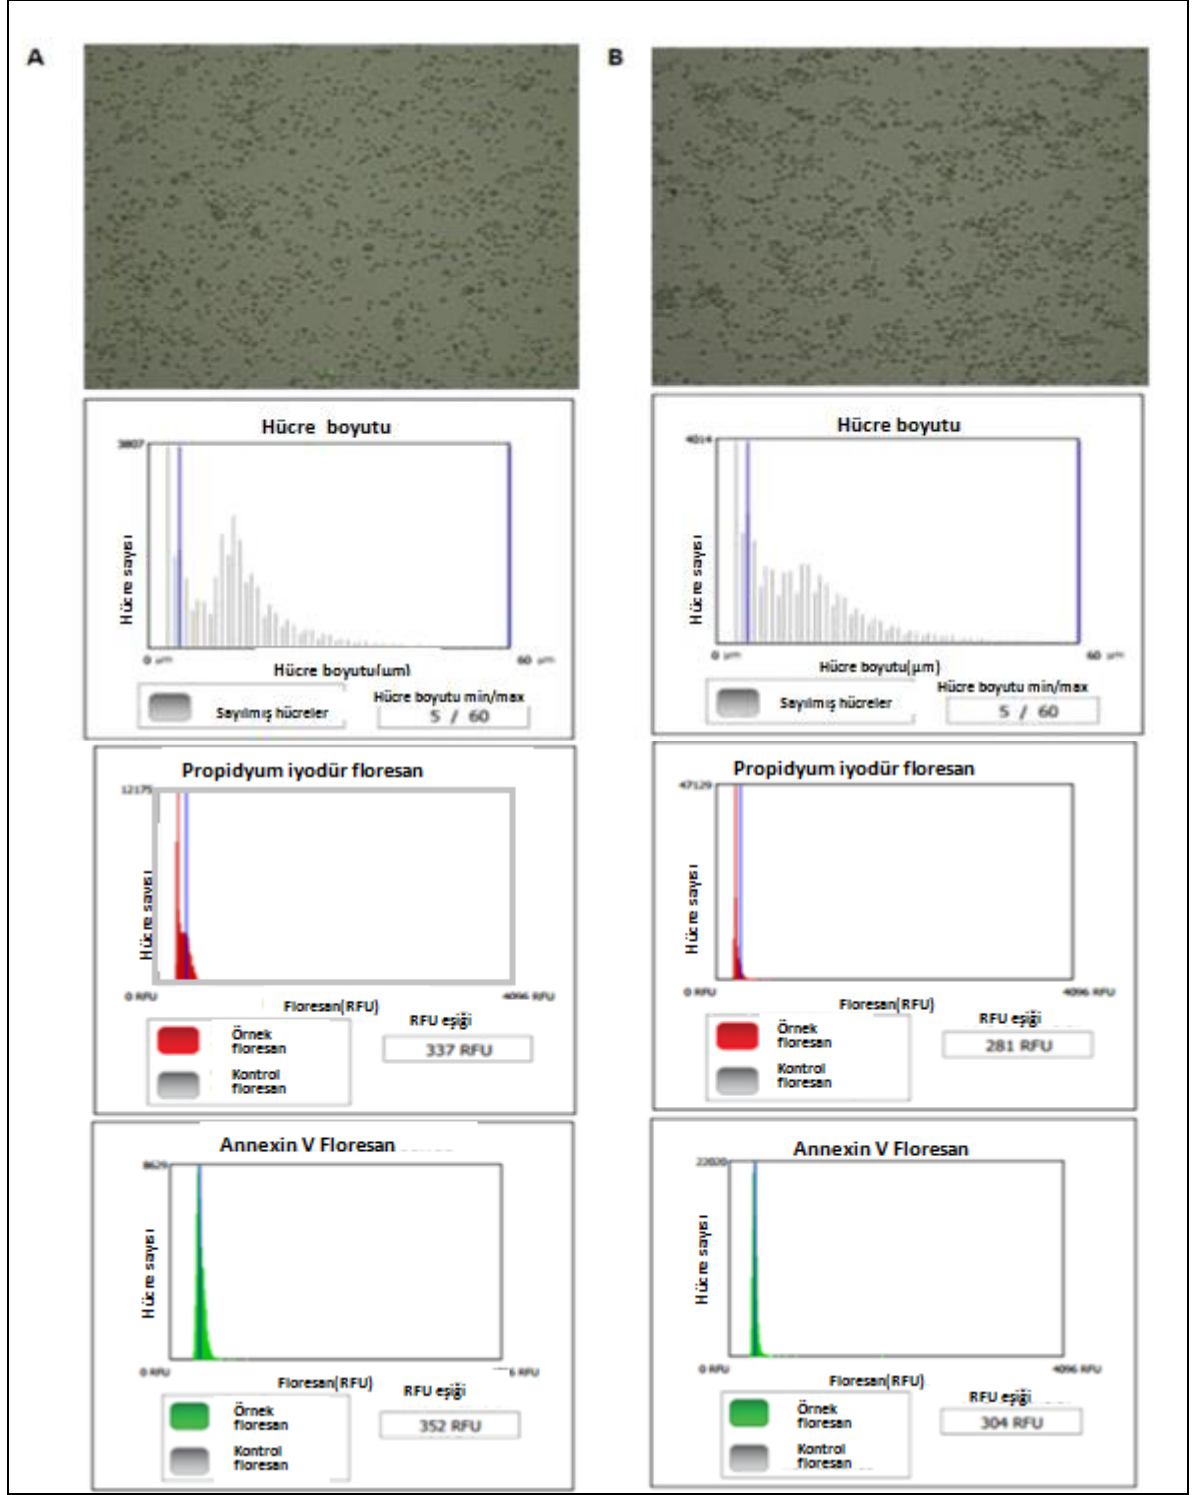 A
B
Hücre boyutu
3807
Hücre sayısı
0 µm
60 µm
Hücre boyutu(µm)
Sayılmış hücreler
Hücre boyutu min/max
5 / 60
Hücre boyutu
4014
Hücre sayısı
0 µm
60 µm
Hücre boyutu(µm)
Sayılmış hücreler
Hücre boyutu min/max
5 / 60
Propidyum iyodür floresan
12175
Hücre sayısı
0 RFU
4096 RFU
Floresan(RFU)
Örnek
floresan
Kontrol
floresan
RFU eşiği
337 RFU
Propidyum iyodür floresan
47129
Hücre sayısı
0 RFU
4096 RFU
Floresan(RFU)
Örnek
floresan
Kontrol
floresan
RFU eşiği
281 RFU
Annexin V Floresan
8629
Hücre sayısı
0 RFU
6 RFU
Floresan(RFU)
Örnek
floresan
Kontrol
floresan
RFU eşiği
352 RFU
Annexin V Floresan
22020
Hücre sayısı
0 RFU
4096 RFU
Floresan(RFU)
Örnek
floresan
Kontrol
floresan
RFU eşiği
304 RFU